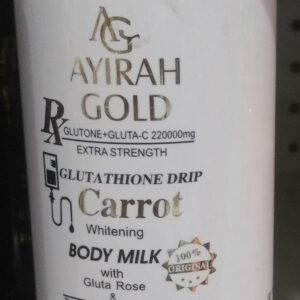 AG
AYIRAH
GOLD
Rx GLUTONE+GLUTA-C 220000mg
EXTRA STRENGTH
GLUTATHIONE DRIP
Carrot
Whitening
BODY MILK
100%
ORIGINAL
with
Gluta Rose
&